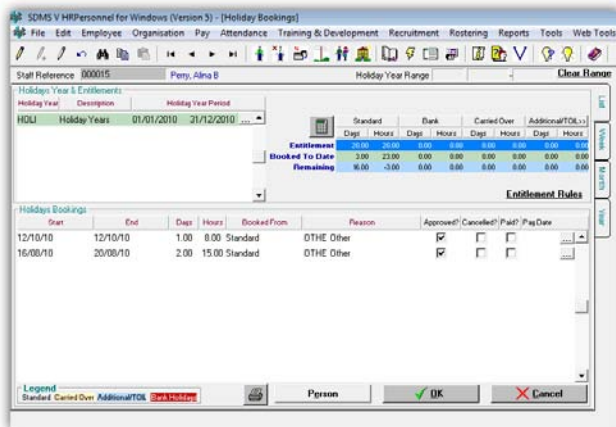 SDMS V HRPersonnel for Windows (Version 5) - [Holiday Bookings]
File Edit Employee Organisation Pay Attendance Training & Development Recruitment Rostering Reports Tools Web Tools
Staff Reference 000015 Perry, Alina B Holiday Year Range - Clear Range
Holidays Year & Entitlements
Holiday Year Description Holiday Year Period
HOLI Holiday Years 01/01/2010 31/12/2010 ...
Standard Bank Carried Over Additional/TOIL>>
Days Hours Days Hours Days Hours Days Hours
Entitlement 20.00 20.00 0.00 0.00 0.00 0.00 0.00 0.00
Booked To Date 3.00 23.00 0.00 0.00 0.00 0.00 0.00 0.00
Remaining 16.00 -3.00 0.00 0.00 0.00 0.00 0.00 0.00
Entitlement Rules
List
Week
Month
Year
Holidays Bookings
Start End Days Hours Booked From Reason Approved? Cancelled? Paid? Pay Date
12/10/10 12/10/10 1.00 8.00 Standard OTHE Other ...
16/08/10 20/08/10 2.00 15.00 Standard OTHE Other ...
Legend
Standard Carried Over Additional/TOIL Bank Holidays
Person OK Cancel